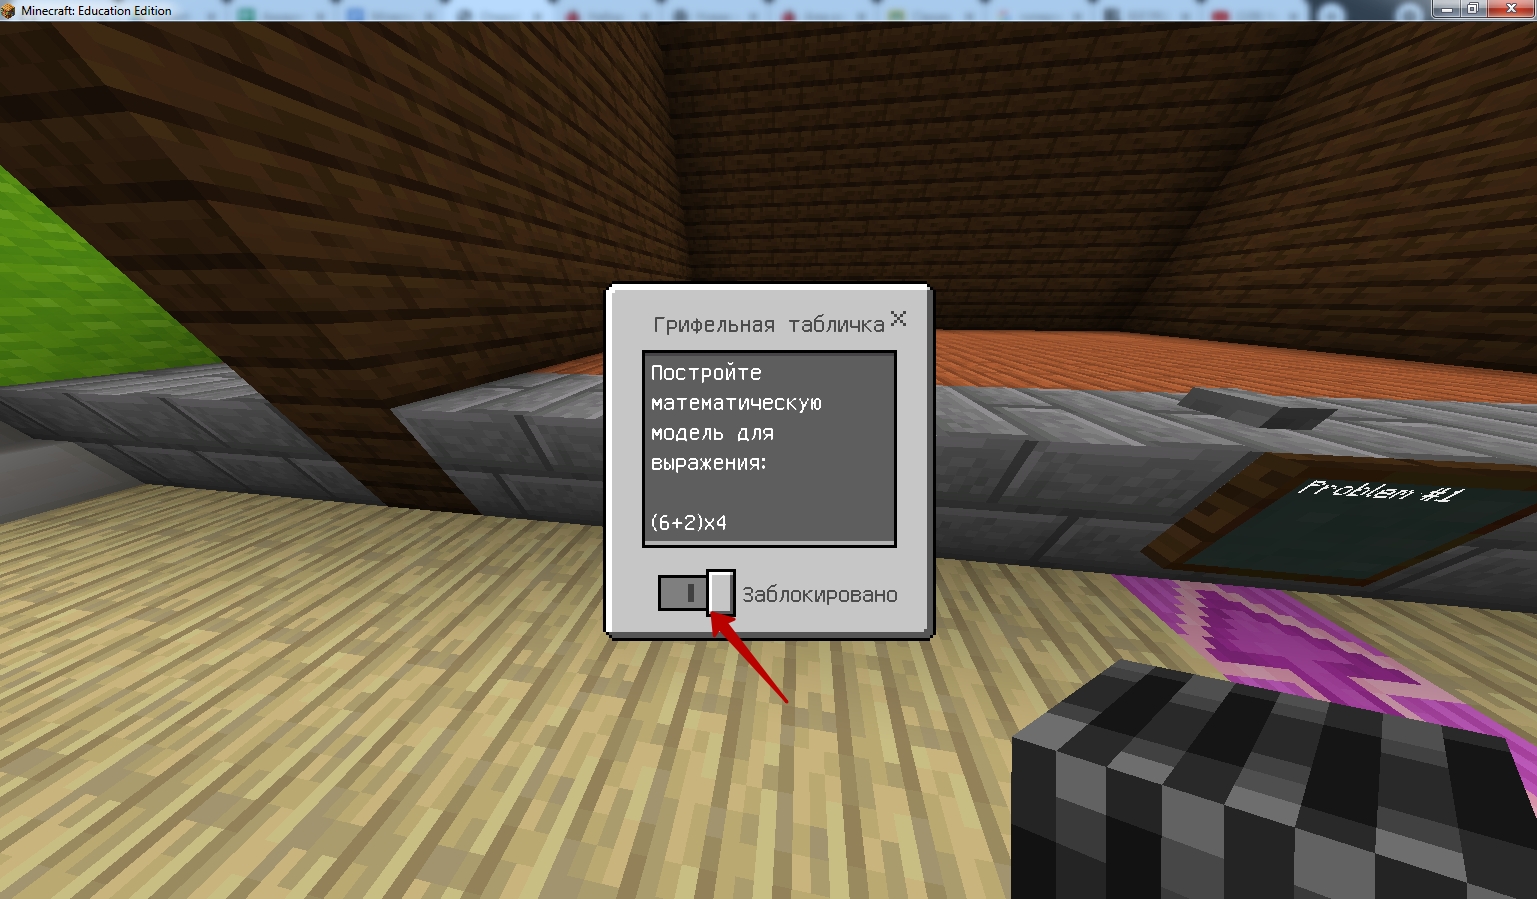 Minecraft: Education Edition
Грифельная табличка
Постройте
математическую
модель для
выражения:
(6+2)x4
Заблокировано
Problem #1